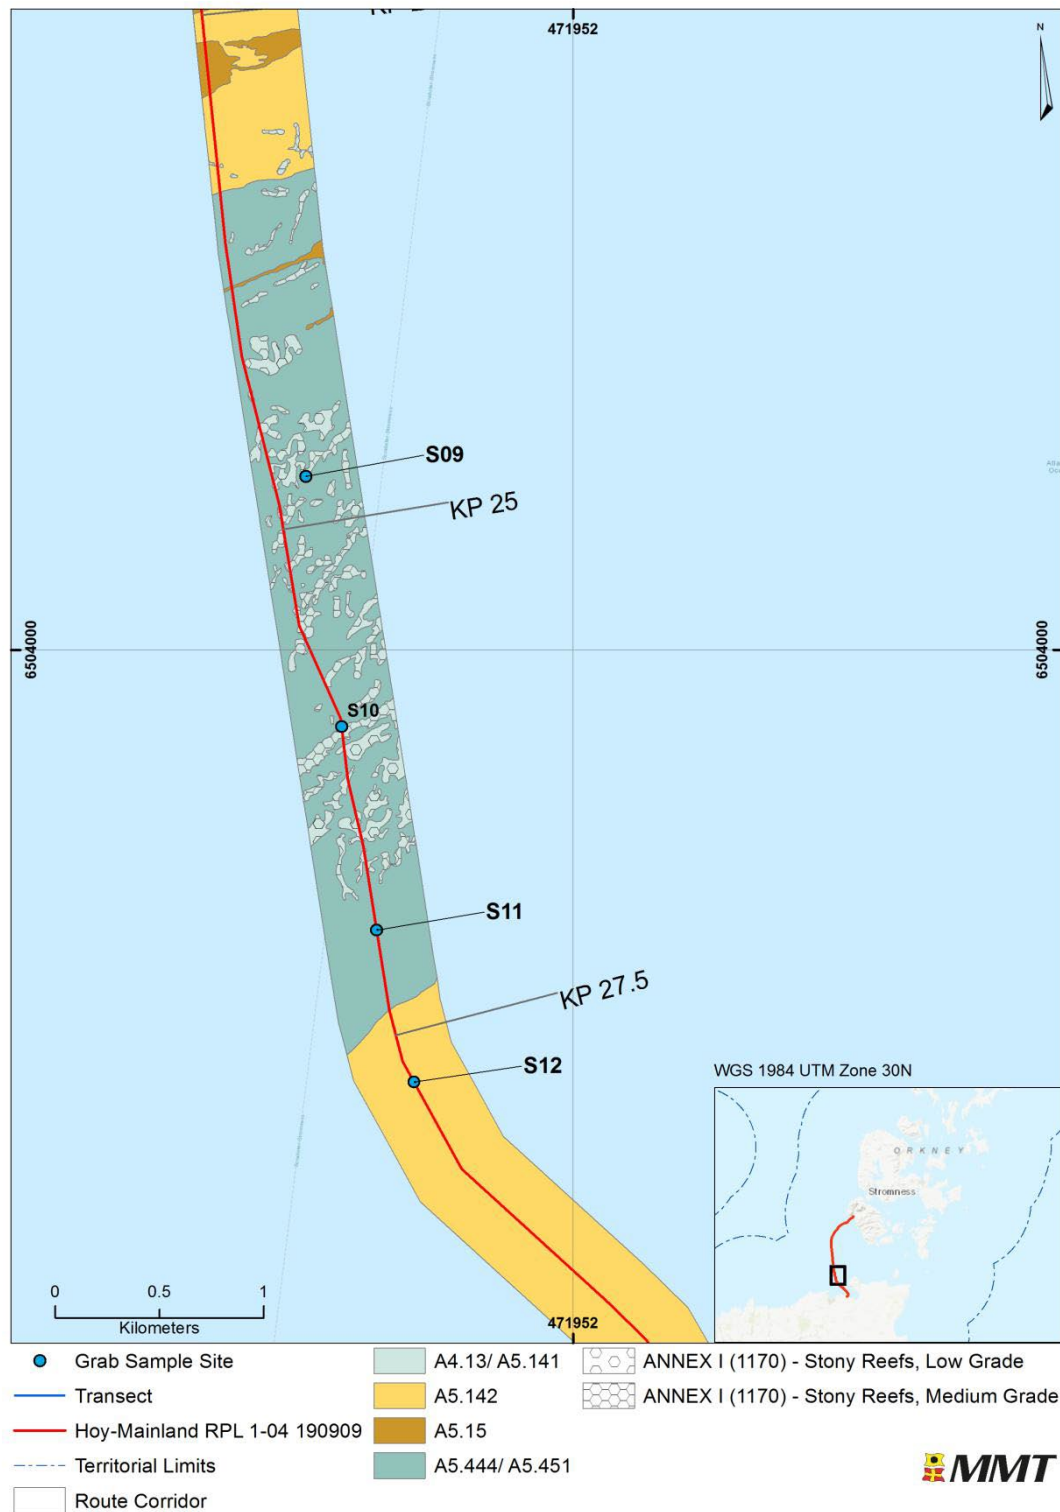 471952
N
S09
KP 25
6504000
6504000
S10
S11
KP 27.5
S12
WGS 1984 UTM Zone 30N
ORKNEY
Stromness
0 0.5 1
Kilometers
471952
Grab Sample Site
Transect
Hoy-Mainland RPL 1-04 190909
Territorial Limits
Route Corridor
A4.13/ A5.141
A5.142
A5.15
A5.444/ A5.451
ANNEX I (1170) - Stony Reefs, Low Grade
ANNEX I (1170) - Stony Reefs, Medium Grade
MMT